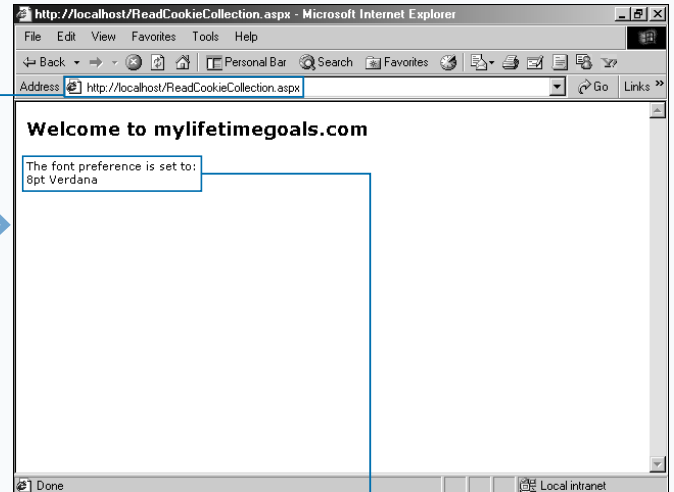 http://localhost/ReadCookieCollection.aspx - Microsoft Internet Explorer
File Edit View Favorites Tools Help
Back Personal Bar Search Favorites
Address http://localhost/ReadCookieCollection.aspx Go Links »
Welcome to mylifetimegoals.com
The font preference is set to:
8pt Verdana
Done Local intranet